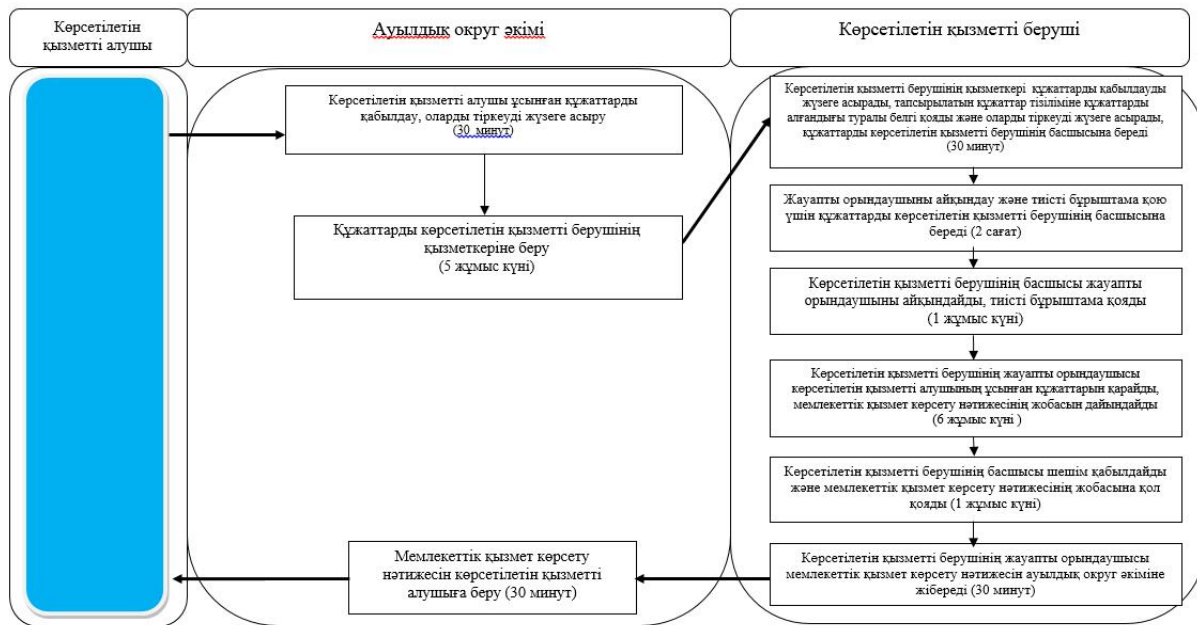 Көрсетілетін
қызметті алушы
Ауылдық округ әкімі
Көрсетілетін қызметті беруші
Көрсетілетін қызметті алушы ұсынған құжаттарды
қабылдау, оларды тіркеуді жүзеге асыру
(30 минут)
Құжаттарды көрсетілетін қызметті берушінің
қызметкеріне беру
(5 жұмыс күні)
Мемлекеттік қызмет көрсету
нәтижесін көрсетілетін қызметті
алушыға беру (30 минут)
Көрсетілетін қызметті берушінің қызметкері құжаттарды қабылдауды
жүзеге асырады, тапсырылатын құжаттар тізіліміне құжаттарды
алғандығы туралы белгі қояды және оларды тіркеуді жүзеге асырады,
құжаттарды көрсетілетін қызметті берушінің басшысына береді
(30 минут)
Жауапты орындаушыны айқындау және тиісті бұрыштама қою
үшін құжаттарды көрсетілетін қызметті берушінің басшысына
береді (2 сағат)
Көрсетілетін қызметті берушінің басшысы жауапты
орындаушыны айқындайды, тиісті бұрыштама қояды
(1 жұмыс күні)
Көрсетілетін қызметті берушінің жауапты орындаушысы
көрсетілетін қызметті алушының ұсынған құжаттарын қарайды,
мемлекеттік қызмет көрсету нәтижесінің жобасын дайындайды
(6 жұмыс күні )
Көрсетілетін қызметті берушінің басшысы шешім қабылдайды
және мемлекеттік қызмет көрсету нәтижесінің жобасына қол
қояды (1 жұмыс күні)
Көрсетілетін қызметті берушінің жауапты орындаушысы
мемлекеттік қызмет көрсету нәтижесін ауылдық округ әкіміне
жібереді (30 минут)